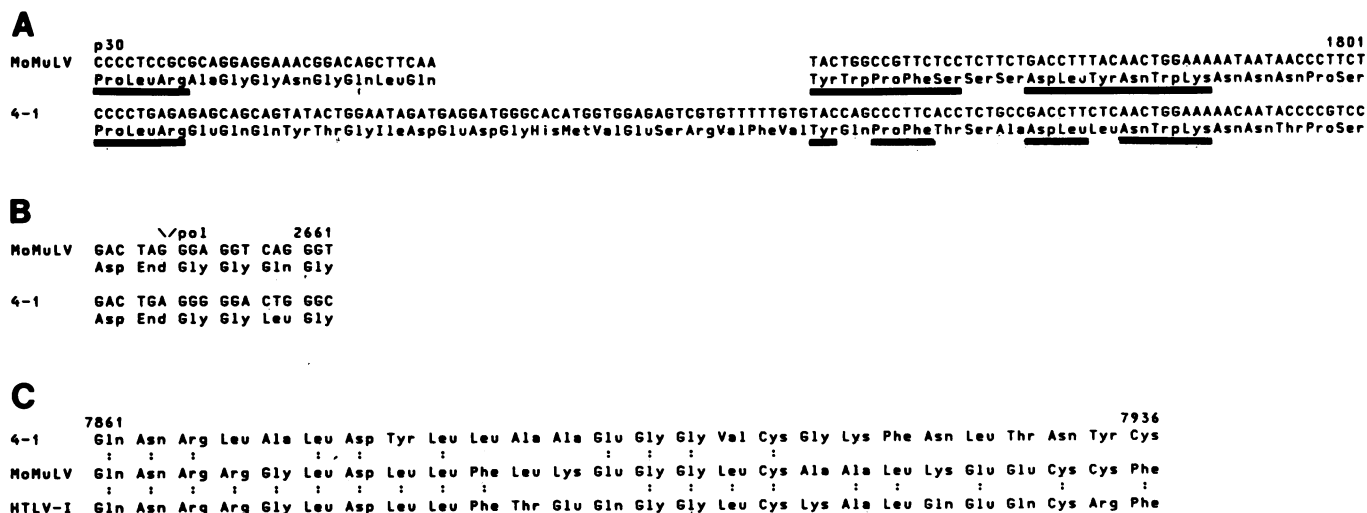 A
p30 1801
MoMuLV CCCCTCCGCGCAGGAGGAAACGGACAGCTTCAA TACTGGCCGTTCTCCTCTTCTGACCTTTACAACTGGAAAAATAATAACCCTTCT
ProLeuArgAlaGlyGlyAsnGlyGlnLeuGln TyrTrpProPheSerSerSerAspLeuTyrAsnTrpLysAsnAsnAsnProSer
4-1 CCCCTGAGAGAGCAGCAGTATACTGGAATAGATGAGGATGGGCACATGGTGGAGAGTCGTGTTTTTGTGTACCAGCCCTTCACCTCTGCCGACCTTCTCAACTGGAAAAACAATACCCCGTCC
ProLeuArgGluGlnGlnTyrThrGlyIleAspGluAspGlyHisMetValGluSerArgValPheValTyrGlnProPheThrSerAlaAspLeuLeuAsnTrpLysAsnAsnThrProSer
B
\/pol 2661
MoMuLV GAC TAG GGA GGT CAG GGT
Asp End Gly Gly Gln Gly
4-1 GAC TGA GGG GGA CTG GGC
Asp End Gly Gly Leu Gly
C
7861 7936
4-1 Gln Asn Arg Leu Ala Leu Asp Tyr Leu Leu Ala Ala Glu Gly Gly Val Cys Gly Lys Phe Asn Leu Thr Asn Tyr Cys
: : : : : : : : : :
MoMuLV Gln Asn Arg Arg Gly Leu Asp Leu Leu Phe Leu Lys Glu Gly Gly Leu Cys Ala Ala Leu Lys Glu Glu Cys Cys Phe
: : : : : : : : : : : : : : : : : :
HTLV-I Gln Asn Arg Arg Gly Leu Asp Leu Leu Phe Thr Glu Gln Gly Gly Leu Cys Lys Ala Leu Gln Glu Gln Cys Arg Phe